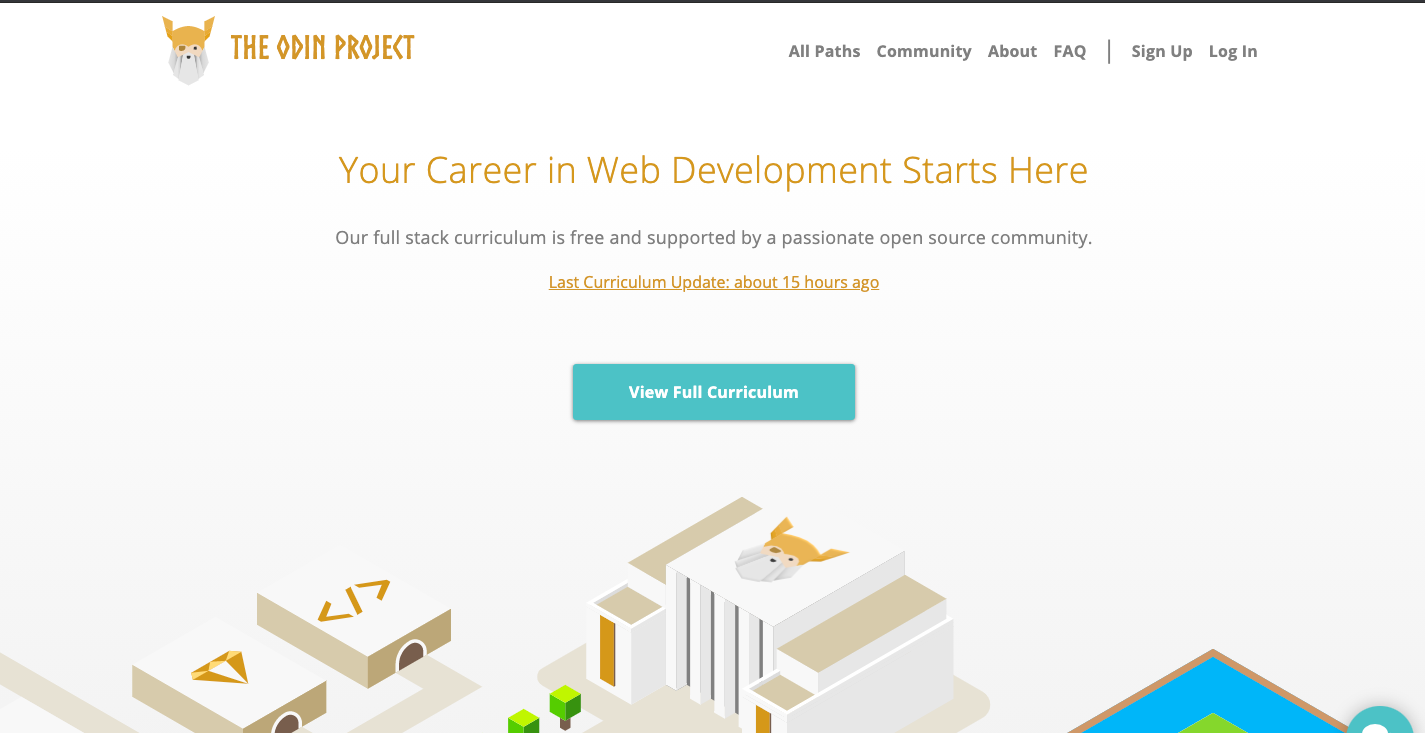 THE ODIN PROJECT
All Paths Community About FAQ | Sign Up Log In
Your Career in Web Development Starts Here
Our full stack curriculum is free and supported by a passionate open source community.
Last Curriculum Update: about 15 hours ago
View Full Curriculum
</>